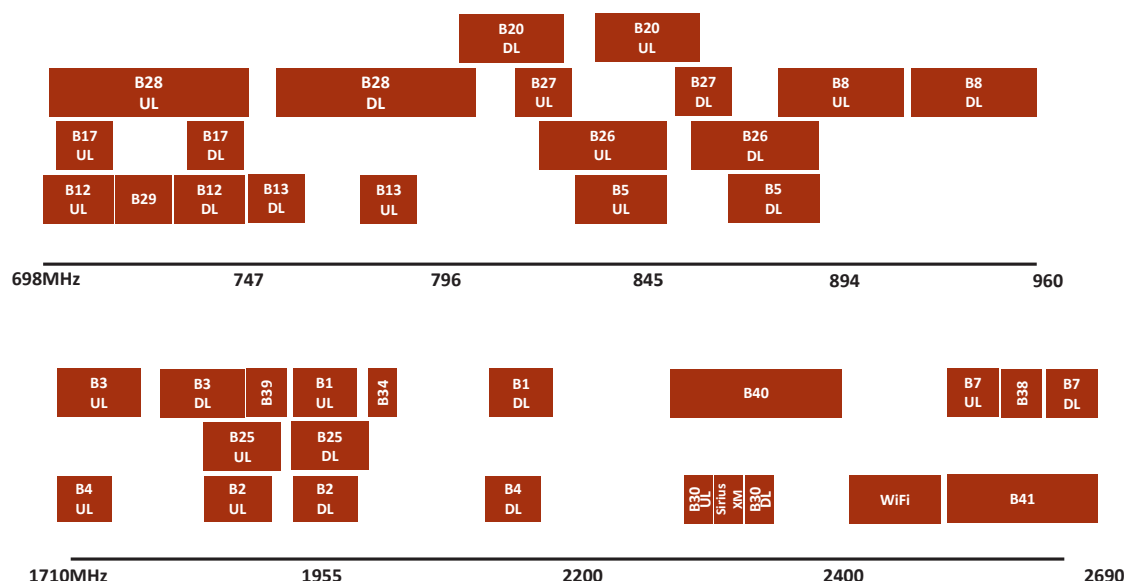 B20
DL
B20
UL
B28
UL
B28
DL
B27
UL
B27
DL
B8
UL
B8
DL
B17
UL
B17
DL
B26
UL
B26
DL
B12
UL
B29
B12
DL
B13
DL
B13
UL
B5
UL
B5
DL
698MHz
747
796
845
894
960
B3
UL
B3
DL
B39
B1
UL
B34
B1
DL
B40
B7
UL
B38
B7
DL
B25
UL
B25
DL
B4
UL
B2
UL
B2
DL
B4
DL
B30
UL
Sirius
XM
B30
DL
WiFi
B41
1710MHz
1955
2200
2400
2690